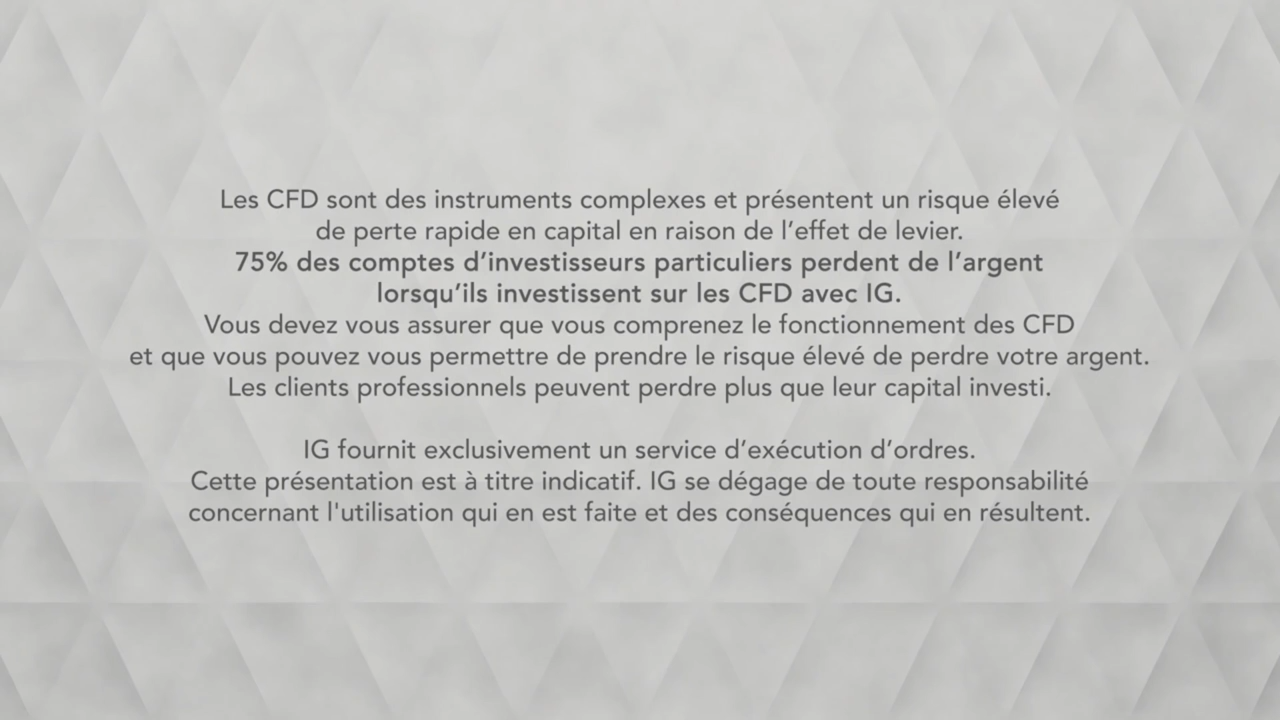 Les CFD sont des instruments complexes et présentent un risque élevé
de perte rapide en capital en raison de l’effet de levier.
75% des comptes d’investisseurs particuliers perdent de l’argent
lorsqu’ils investissent sur les CFD avec IG.
Vous devez vous assurer que vous comprenez le fonctionnement des CFD
et que vous pouvez vous permettre de prendre le risque élevé de perdre votre argent.
Les clients professionnels peuvent perdre plus que leur capital investi.
IG fournit exclusivement un service d’exécution d’ordres.
Cette présentation est à titre indicatif. IG se dégage de toute responsabilité
concernant l'utilisation qui en est faite et des conséquences qui en résultent.